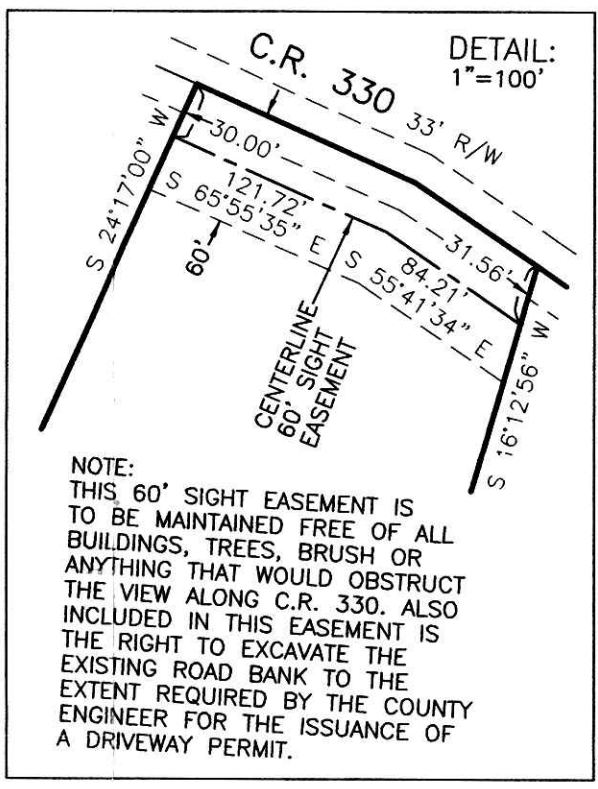 C.R. 330
33' R/W
DETAIL:
1"=100'
30.00'
121.72'
S 65°55'35" E
60'
S 24°17'00" W
31.56'
84.21'
S 55°41'34" E
S 16°12'56" W
CENTERLINE
60' SIGHT
EASEMENT
NOTE:
THIS 60' SIGHT EASEMENT IS
TO BE MAINTAINED FREE OF ALL
BUILDINGS, TREES, BRUSH OR
ANYTHING THAT WOULD OBSTRUCT
THE VIEW ALONG C.R. 330. ALSO
INCLUDED IN THIS EASEMENT IS
THE RIGHT TO EXCAVATE THE
EXISTING ROAD BANK TO THE
EXTENT REQUIRED BY THE COUNTY
ENGINEER FOR THE ISSUANCE OF
A DRIVEWAY PERMIT.